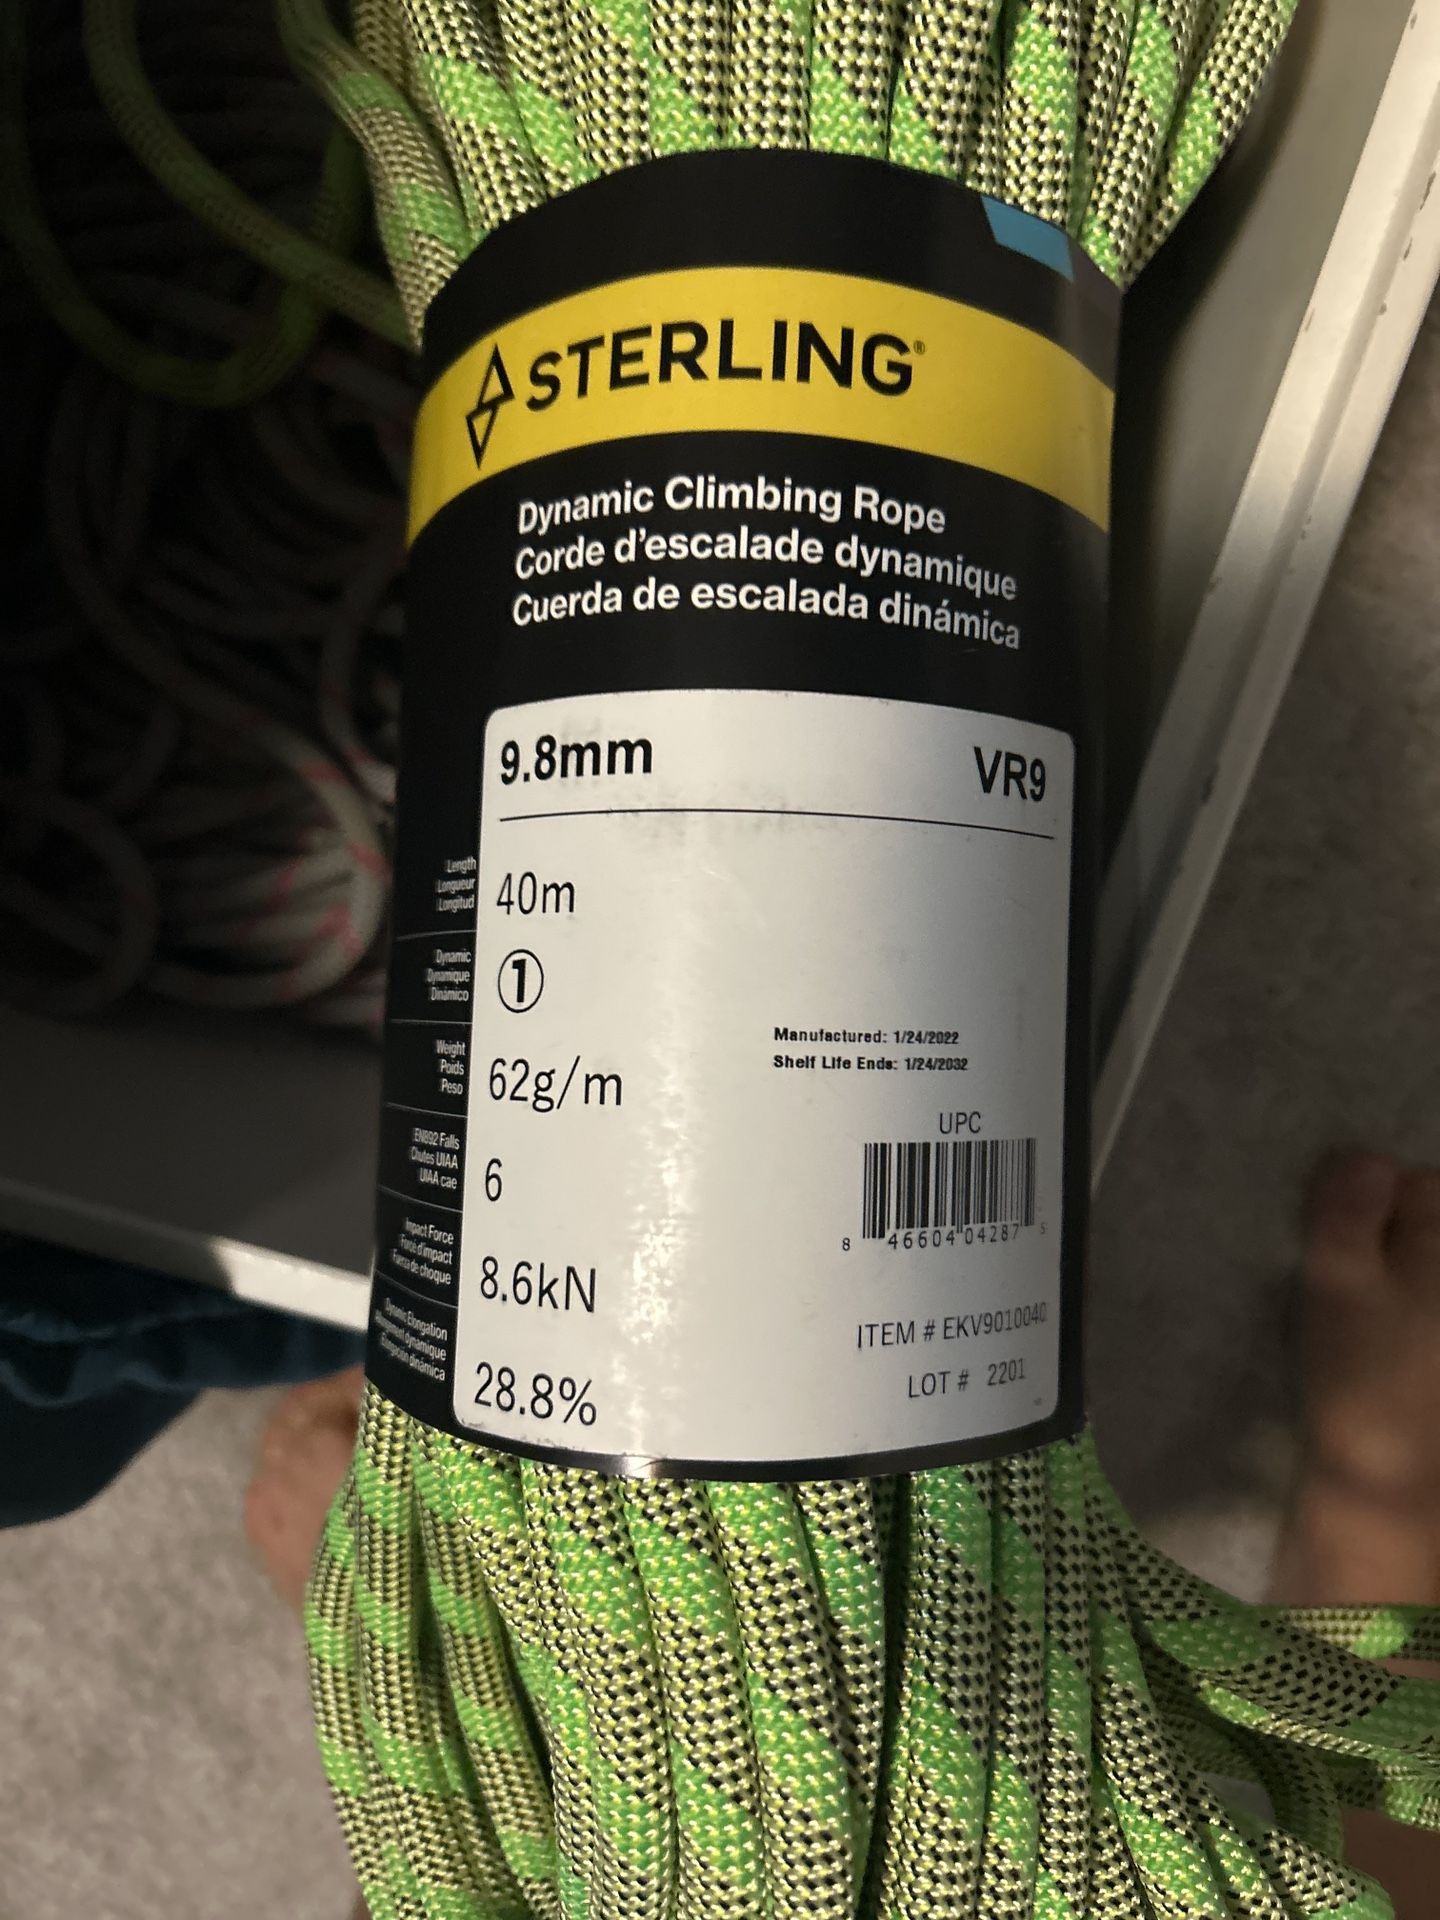 STERLING®
Dynamic Climbing Rope
Corde d'escalade dynamique
Cuerda de escalada dinámica
9.8mm VR9
Length
Longueur
Longitud
40m
Dynamic
Dynamique
Dinámico
1
Weight
Poids
Peso
62g/m
EN892 Falls
Chutes UIAA
UIAA cae
6
Impact Force
Force d'impact
Fuerza de choque
8.6kN
Dynamic Elongation
Allongement dynamique
Elongación dinámica
28.8%
Manufactured: 1/24/2022
Shelf Life Ends: 1/24/2032
UPC
8 46604 04287 5
ITEM # EKV9010040
LOT # 2201